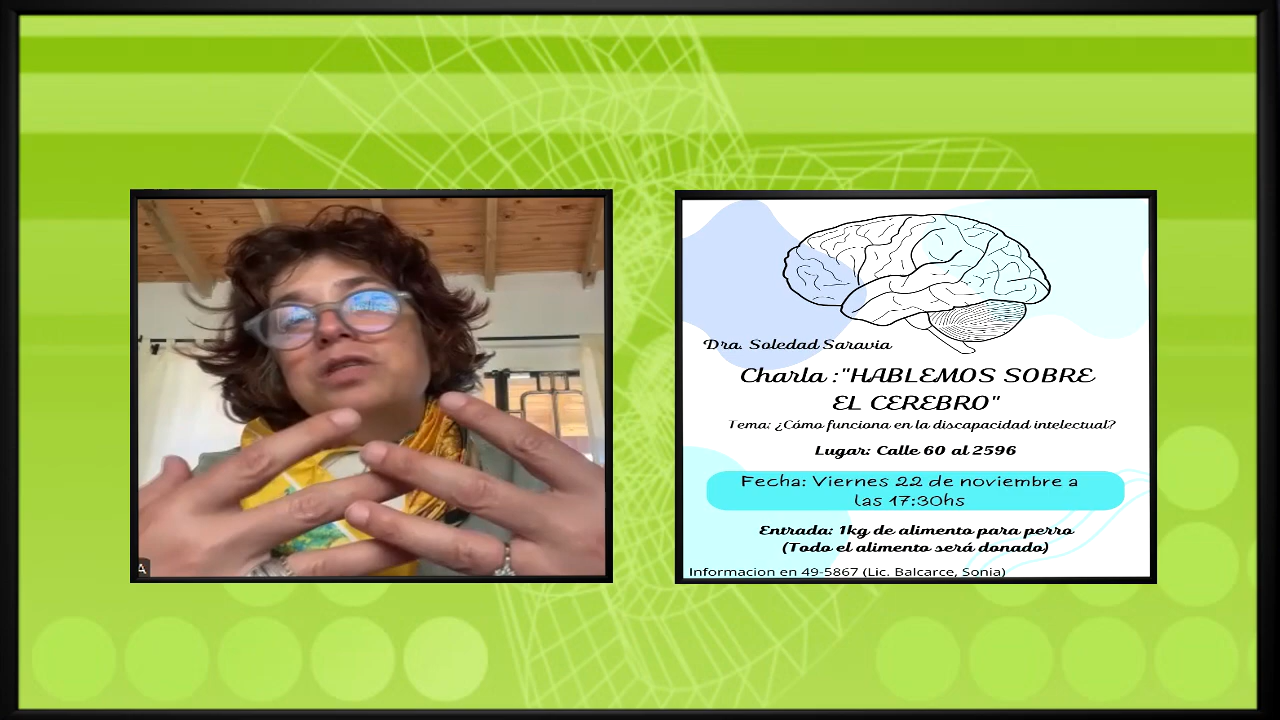 A
Dra. Soledad Saravia
Charla :"HABLEMOS SOBRE
EL CEREBRO"
Tema: ¿Cómo funciona en la discapacidad intelectual?
Lugar: Calle 60 al 2596
Fecha: Viernes 22 de noviembre a
las 17:30hs
Entrada: 1kg de alimento para perro
(Todo el alimento será donado)
Informacion en 49-5867 (Lic. Balcarce, Sonia)